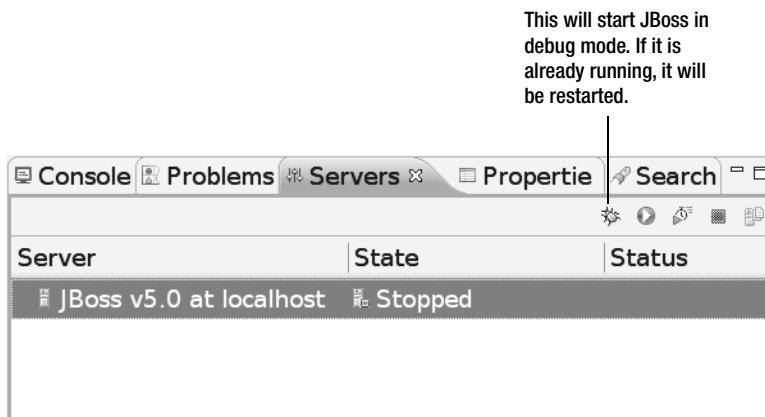 This will start JBoss in
debug mode. If it is
already running, it will
be restarted.
Console Problems Servers Propertie Search
Server State Status
JBoss v5.0 at localhost Stopped